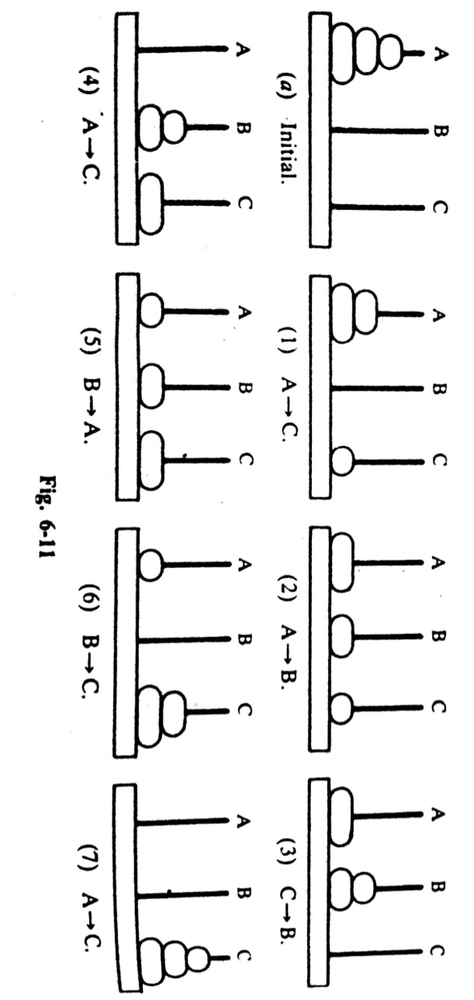 A B C
(a) Initial.
A B C
(1) A→C.
A B C
(2) A→B.
A B C
(3) C→B.
A B C
(4) A→C.
A B C
(5) B→A.
A B C
(6) B→C.
A B C
(7) A→C.
Fig. 6-11